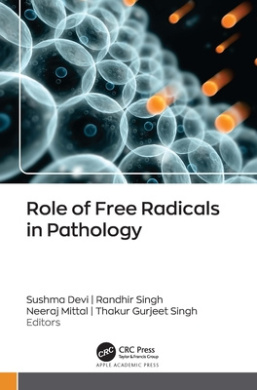 Role of Free Radicals
in Pathology
Sushma Devi | Randhir Singh
Neeraj Mittal | Thakur Gurjeet Singh
Editors
CRC Press
Taylor & Francis Group
APPLE ACADEMIC PRESS